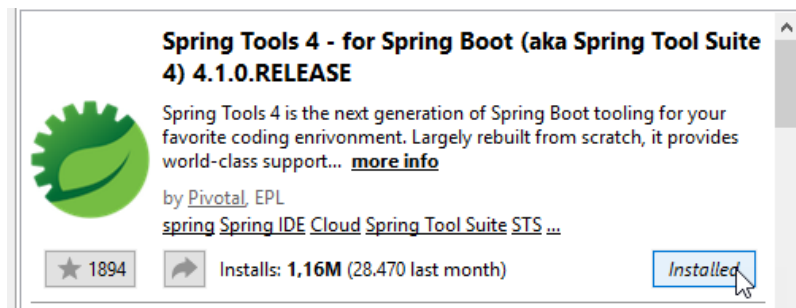 Spring Tools 4 - for Spring Boot (aka Spring Tool Suite
4) 4.1.0.RELEASE
Spring Tools 4 is the next generation of Spring Boot tooling for your
favorite coding enrivonment. Largely rebuilt from scratch, it provides
world-class support... more info
by Pivotal, EPL
spring Spring IDE Cloud Spring Tool Suite STS ...
1894 Installs: 1,16M (28.470 last month) Installed